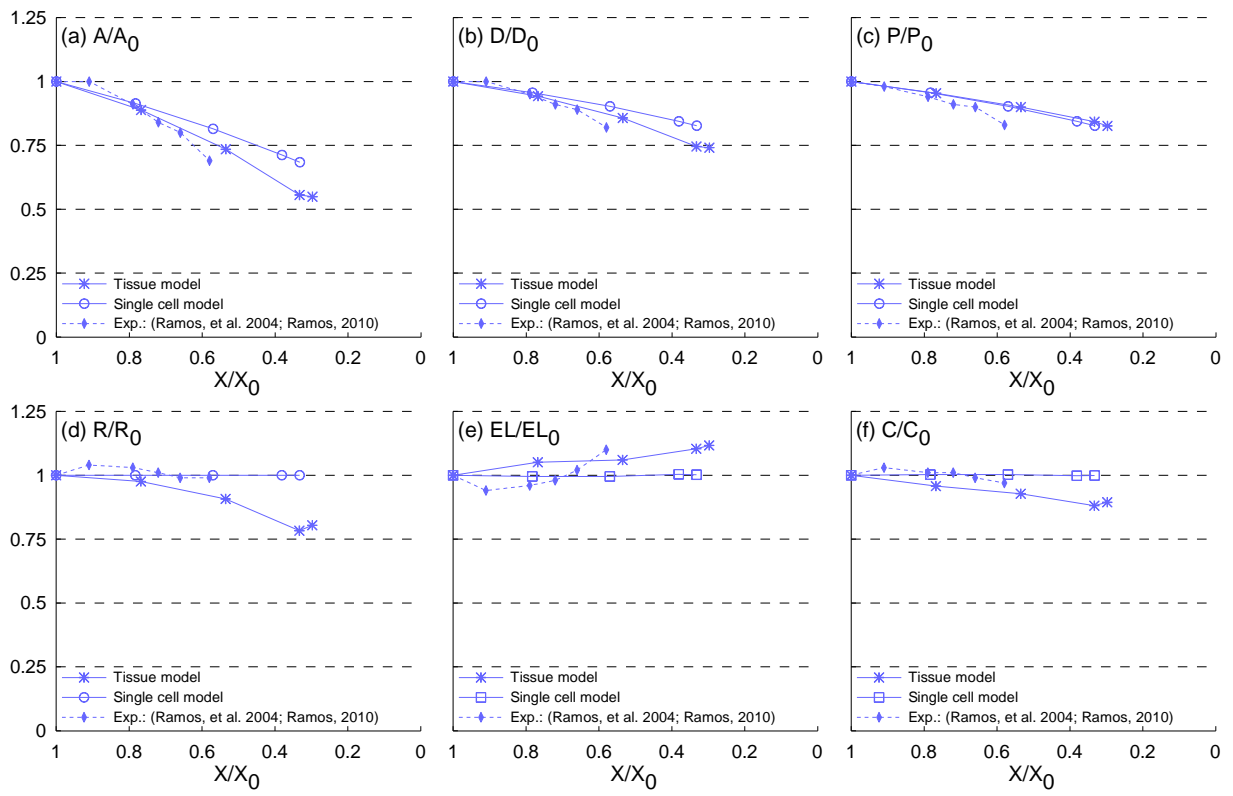 (a) A/A0
1.25
1
0.75
0.5
0.25
0
Tissue model
Single cell model
Exp.: (Ramos, et al. 2004; Ramos, 2010)
1 0.8 0.6 0.4 0.2 0
X/X0
(b) D/D0
Tissue model
Single cell model
Exp.: (Ramos, et al. 2004; Ramos, 2010)
1 0.8 0.6 0.4 0.2 0
X/X0
(c) P/P0
Tissue model
Single cell model
Exp.: (Ramos, et al. 2004; Ramos, 2010)
1 0.8 0.6 0.4 0.2 0
X/X0
(d) R/R0
1.25
1
0.75
0.5
0.25
0
Tissue model
Single cell model
Exp.: (Ramos, et al. 2004; Ramos, 2010)
1 0.8 0.6 0.4 0.2 0
X/X0
(e) EL/EL0
Tissue model
Single cell model
Exp.: (Ramos, et al. 2004; Ramos, 2010)
1 0.8 0.6 0.4 0.2 0
X/X0
(f) C/C0
Tissue model
Single cell model
Exp.: (Ramos, et al. 2004; Ramos, 2010)
1 0.8 0.6 0.4 0.2 0
X/X0